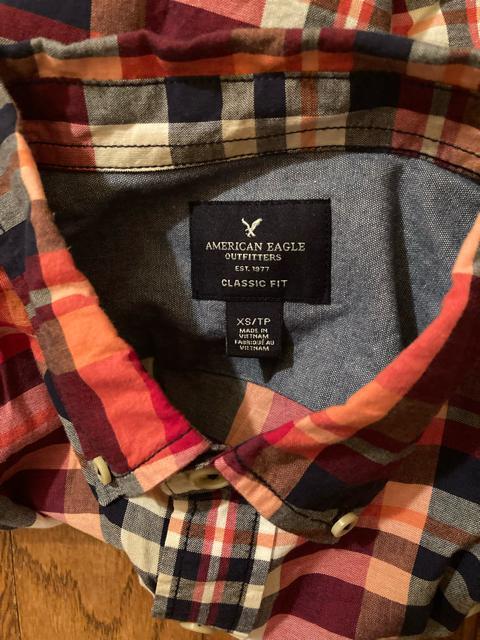 AMERICAN EAGLE
OUTFITTERS
EST. 1977
CLASSIC FIT
XS/TP
MADE IN
VIETNAM
FABRIQUÉ AU
VIETNAM